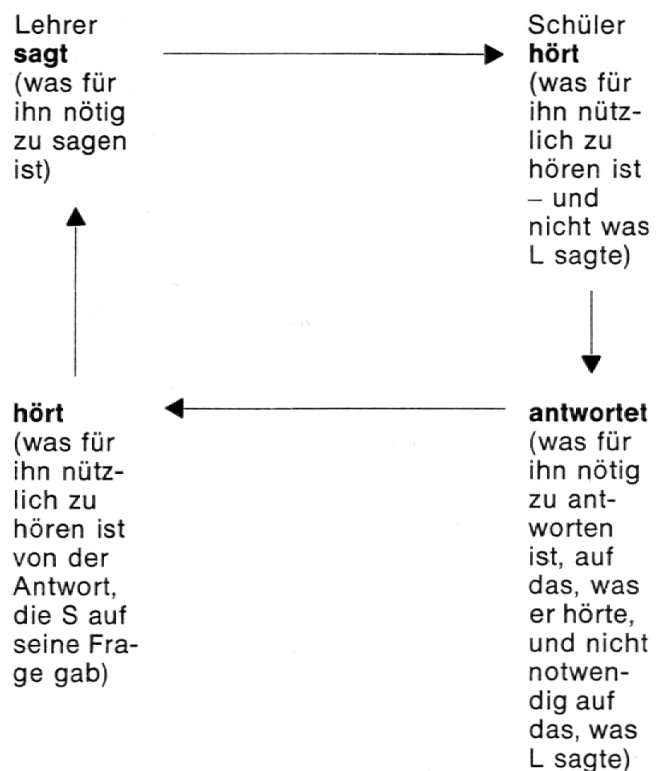 Lehrer
sagt
(was für
ihn nötig
zu sagen
ist)
Schüler
hört
(was für
ihn nütz-
lich zu
hören ist
– und
nicht was
L sagte)
antwortet
(was für
ihn nötig
zu ant-
worten
ist, auf
das, was
er hörte,
und nicht
notwen-
dig auf
das, was
L sagte)
hört
(was für
ihn nütz-
lich zu
hören ist
von der
Antwort,
die S auf
seine Fra-
ge gab)